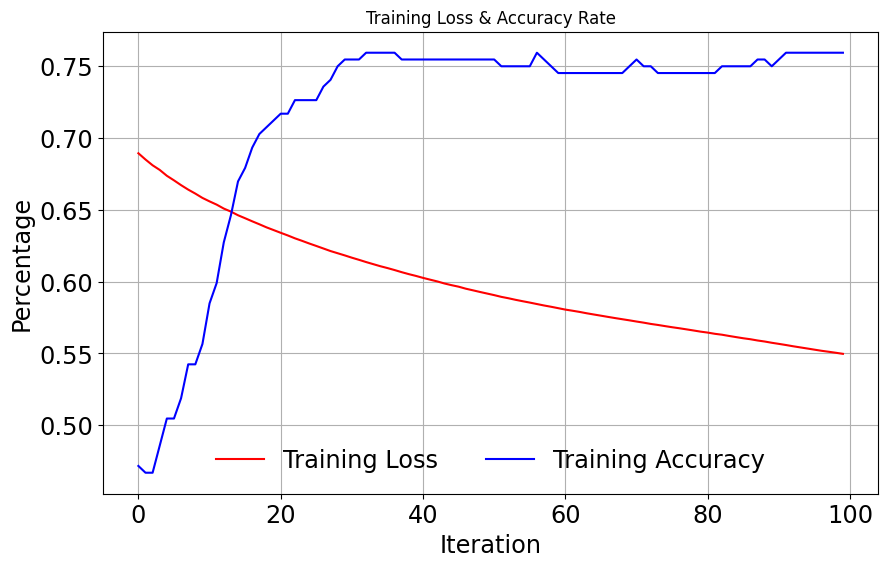 Training Loss & Accuracy Rate
Percentage
0.75
0.70
0.65
0.60
0.55
0.50
Training Loss
Training Accuracy
0 20 40 60 80 100
Iteration